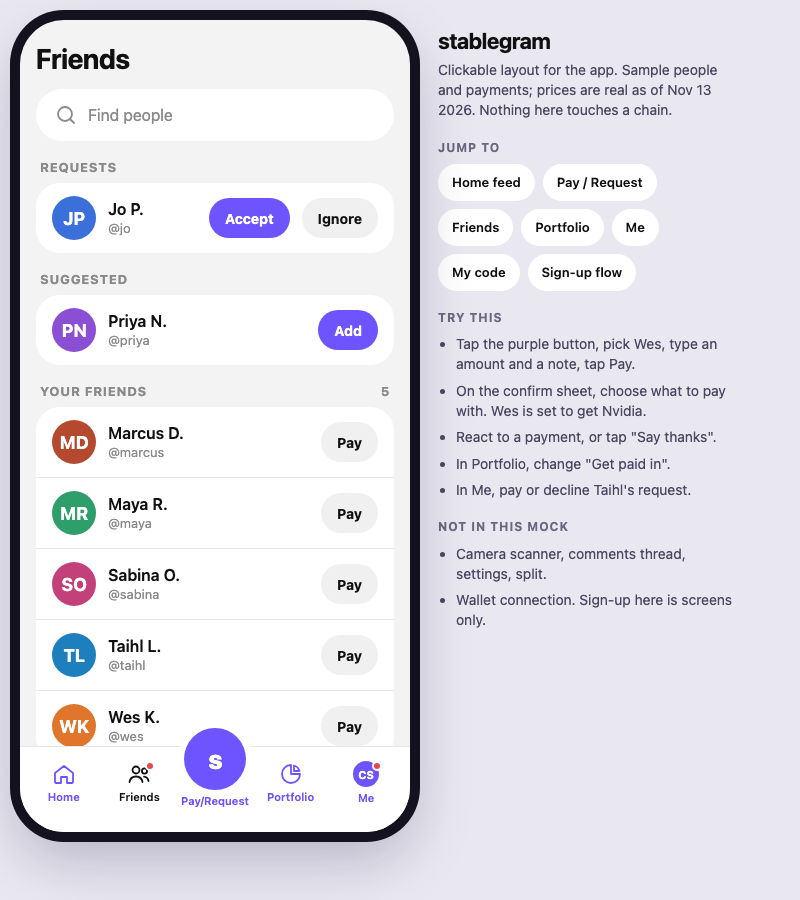 Friends
Find people
REQUESTS
JP
Jo P.
@jo
Accept
Ignore
SUGGESTED
PN
Priya N.
@priya
Add
YOUR FRIENDS
5
MD
Marcus D.
@marcus
Pay
MR
Maya R.
@maya
Pay
SO
Sabina O.
@sabina
Pay
TL
Taihl L.
@taihl
Pay
WK
Wes K.
@wes
Pay
Home
Friends
s
Pay/Request
Portfolio
CS
Me
stablegram
Clickable layout for the app. Sample people
and payments; prices are real as of Nov 13
2026. Nothing here touches a chain.
JUMP TO
Home feed
Pay / Request
Friends
Portfolio
Me
My code
Sign-up flow
TRY THIS
• Tap the purple button, pick Wes, type an
amount and a note, tap Pay.
• On the confirm sheet, choose what to pay
with. Wes is set to get Nvidia.
• React to a payment, or tap "Say thanks".
• In Portfolio, change "Get paid in".
• In Me, pay or decline Taihl's request.
NOT IN THIS MOCK
• Camera scanner, comments thread,
settings, split.
• Wallet connection. Sign-up here is screens
only.